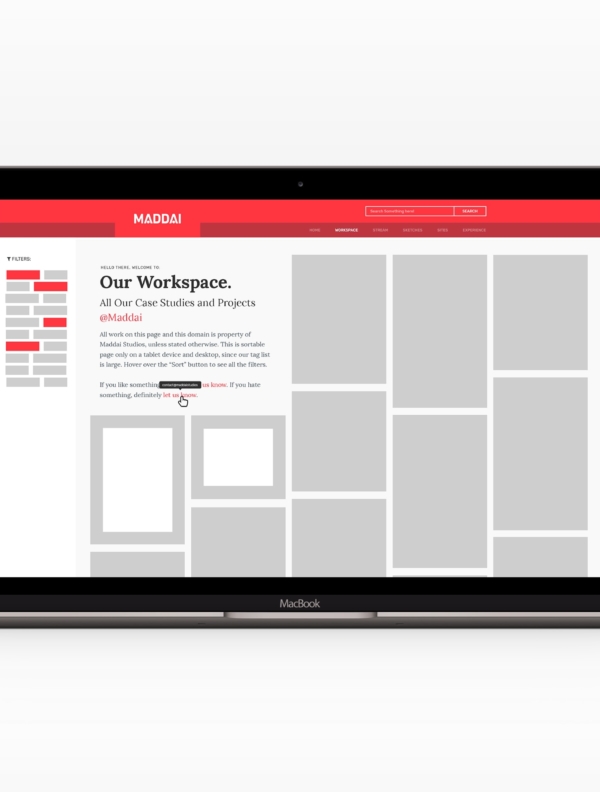 MADDAI
Search Something here
SEARCH
HOME
WORKSPACE
STREAM
SKETCHES
SITES
EXPERIENCE
FILTERS:
HELLO THERE. WELCOME TO:
Our Workspace.
All Our Case Studies and Projects
@Maddai
All work on this page and this domain is property of
Maddai Studios, unless stated otherwise. This is sortable
page only on a tablet device and desktop, since our tag list
is large. Hover over the “Sort” button to see all the filters.
If you like something us know. If you hate
something, definitely let us know.
MacBook